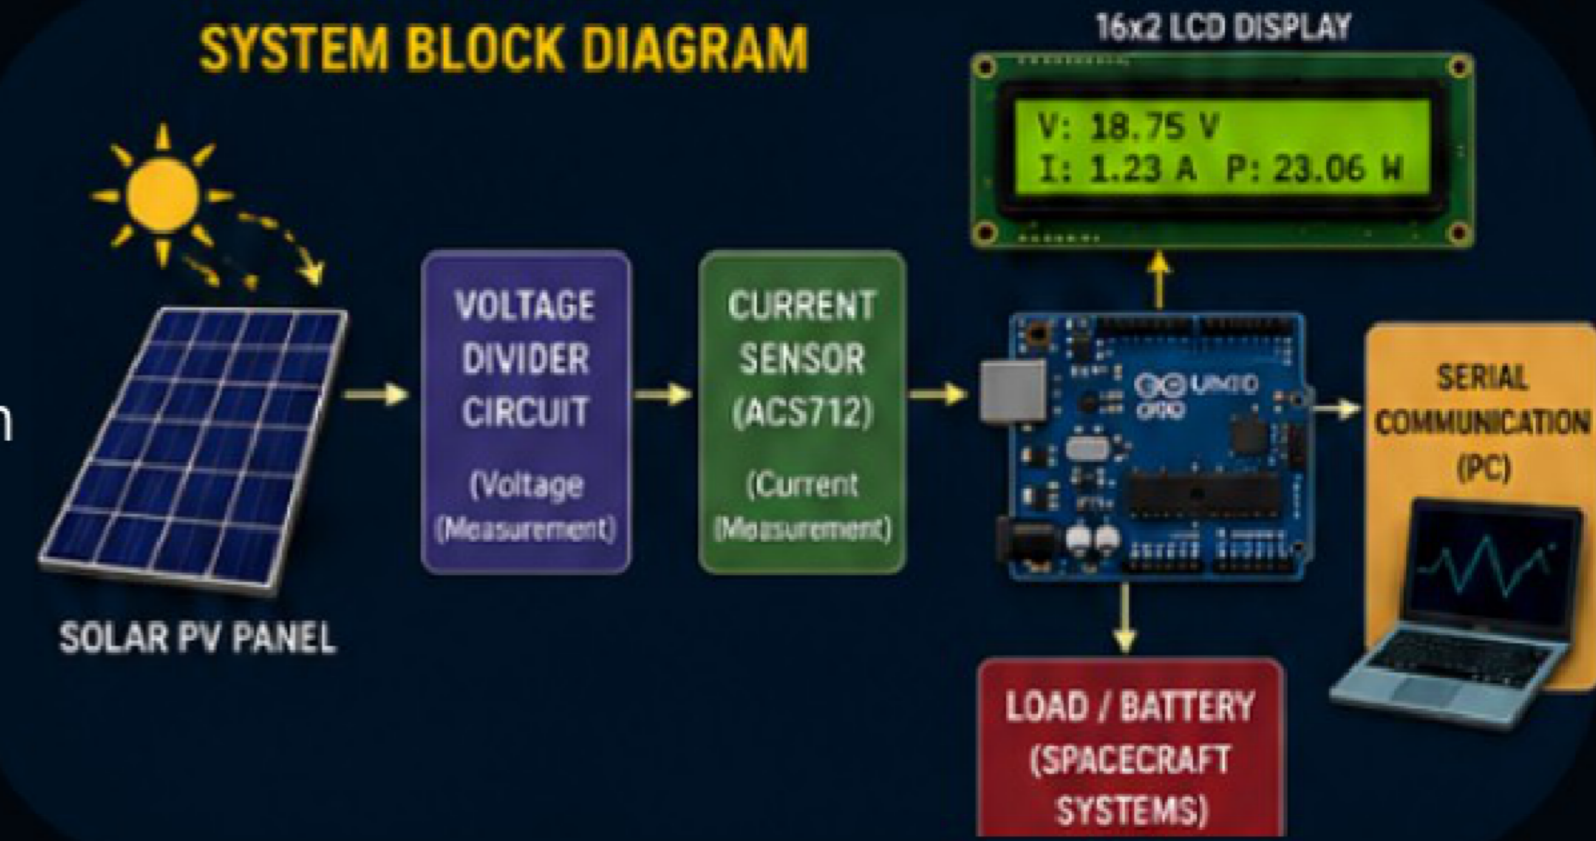 SYSTEM BLOCK DIAGRAM
16x2 LCD DISPLAY
V: 18.75 V
I: 1.23 A P: 23.06 W
VOLTAGE
DIVIDER
CIRCUIT
(Voltage
(Measurement)
CURRENT
SENSOR
(ACS712)
(Current
(Measurement)
SERIAL
COMMUNICATION
(PC)
SOLAR PV PANEL
LOAD / BATTERY
(SPACECRAFT
SYSTEMS)